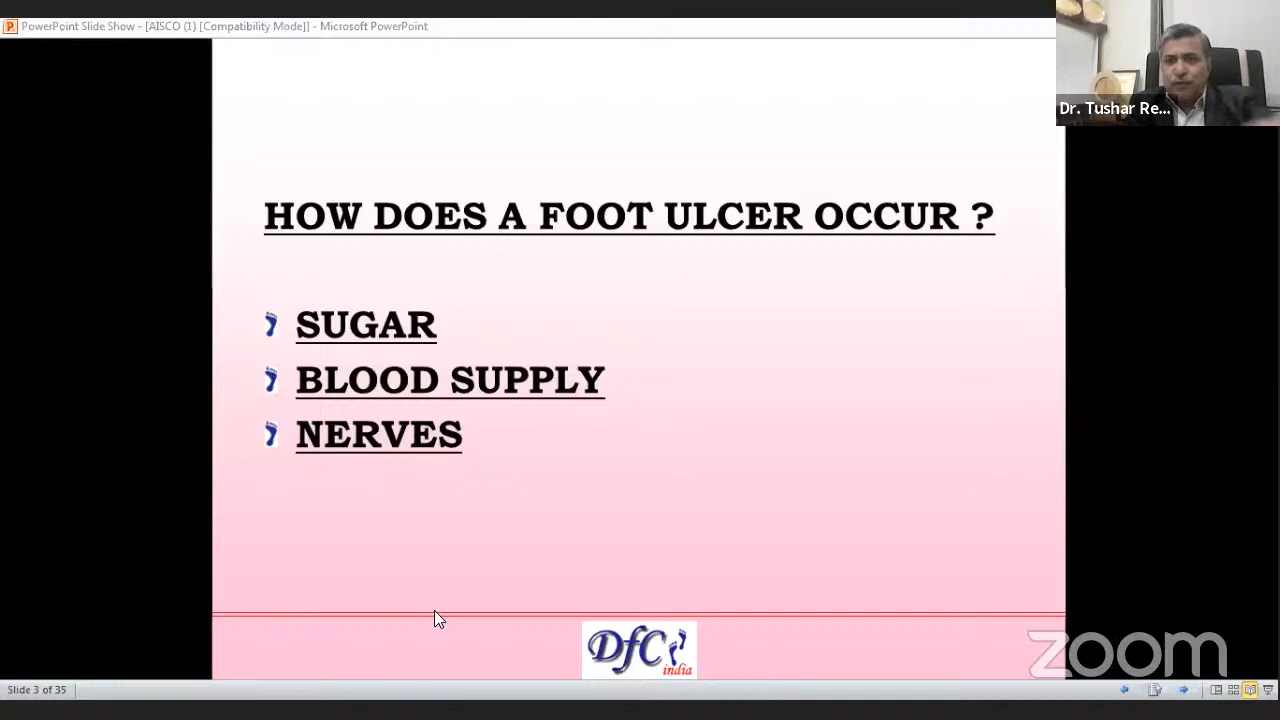 PowerPoint Slide Show - [AISCO (1) [Compatibility Mode]] - Microsoft PowerPoint
Dr. Tushar Re...
HOW DOES A FOOT ULCER OCCUR ?
SUGAR
BLOOD SUPPLY
NERVES
DfC
india
zoom
Slide 3 of 35